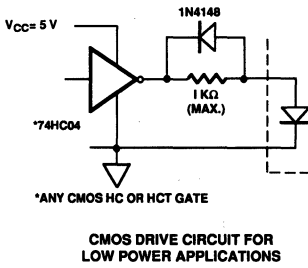 1N4148
VCC= 5 V
I KΩ
(MAX.)
*74HC04
*ANY CMOS HC OR HCT GATE
CMOS DRIVE CIRCUIT FOR
LOW POWER APPLICATIONS